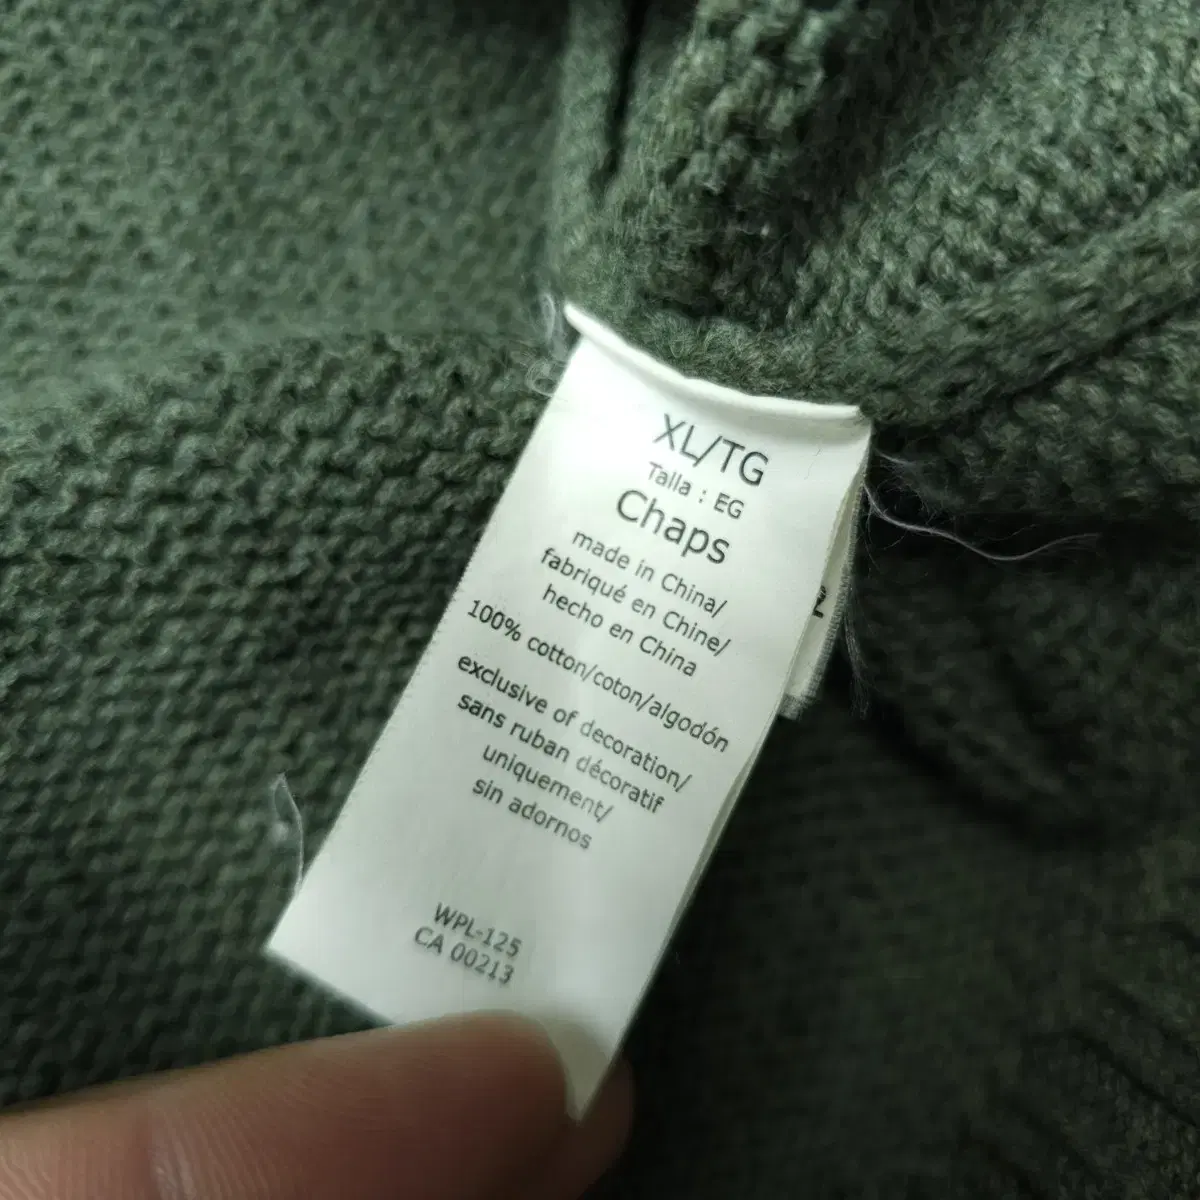 XL/TG
Talla : EG
Chaps
made in China/
fabriqué en Chine/
hecho en China
100% cotton/coton/algodón
exclusive of decoration/
sans ruban décoratif
uniquement/
sin adornos
WPL-125
CA 00213